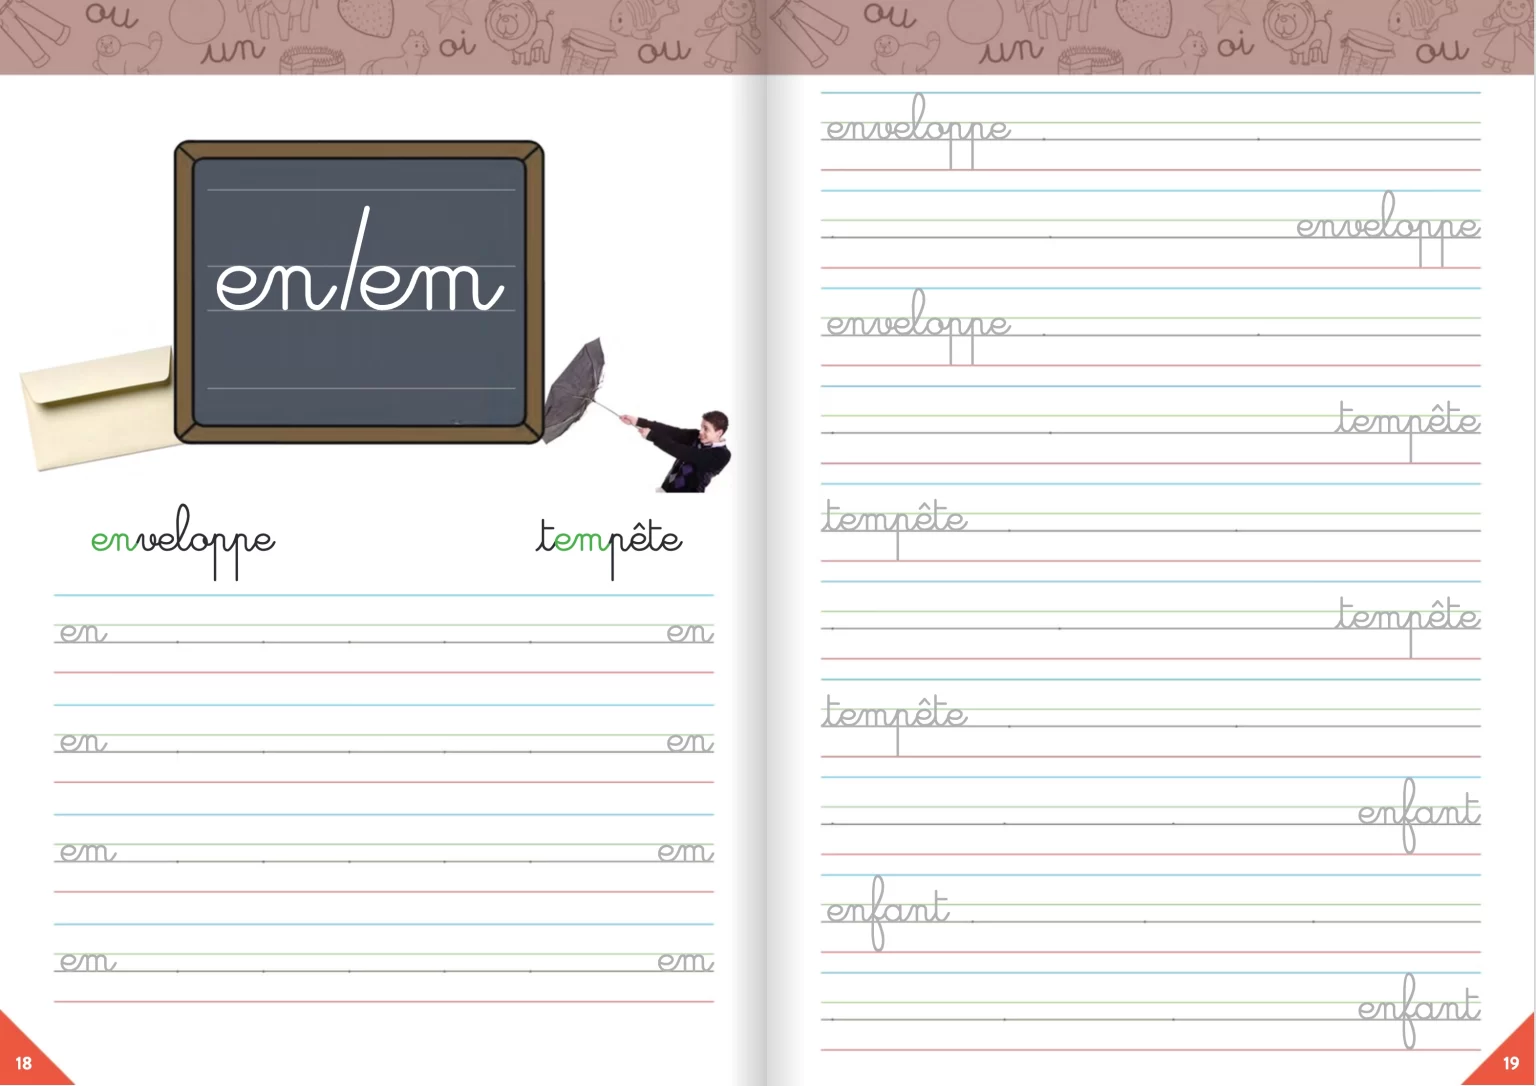 ou un oi ou
en/em
enveloppe tempête
en en
en en
em em
em em
18
ou un oi ou
enveloppe
enveloppe
enveloppe
tempête
tempête
tempête
tempête
enfant
enfant
enfant
19